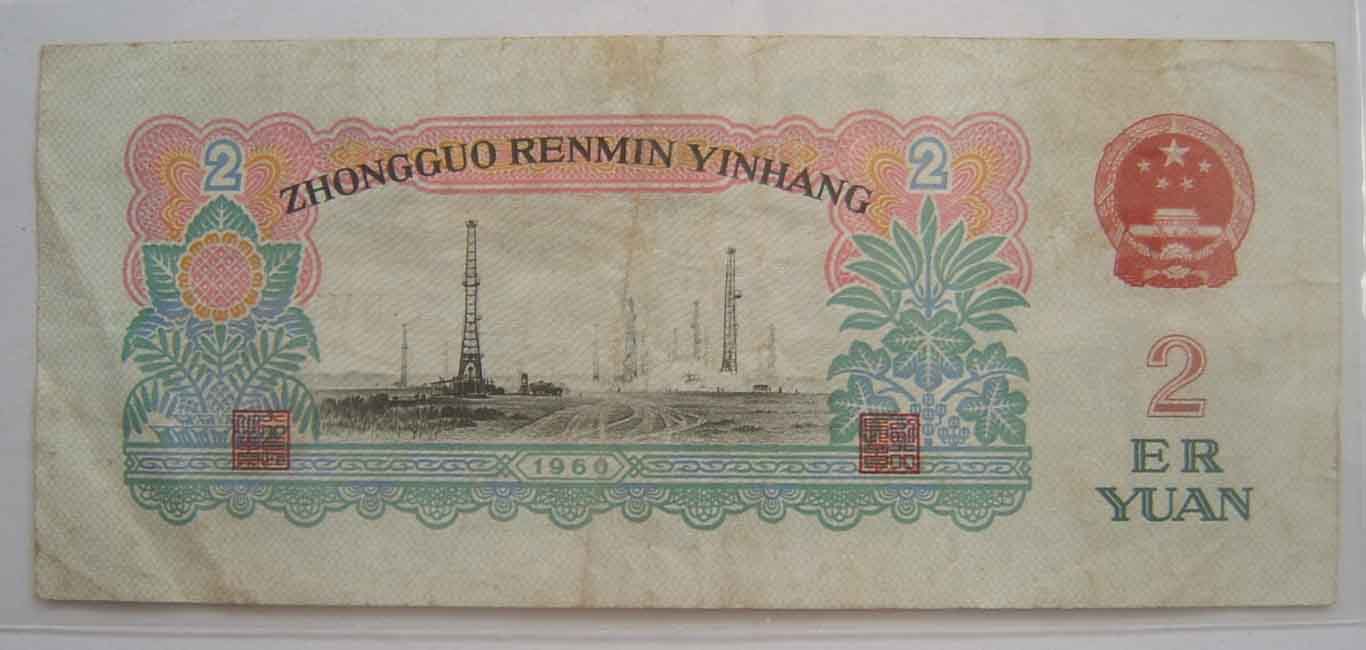 2 2
ZHONGGUO RENMIN YINHANG
1960
2
ER
YUAN